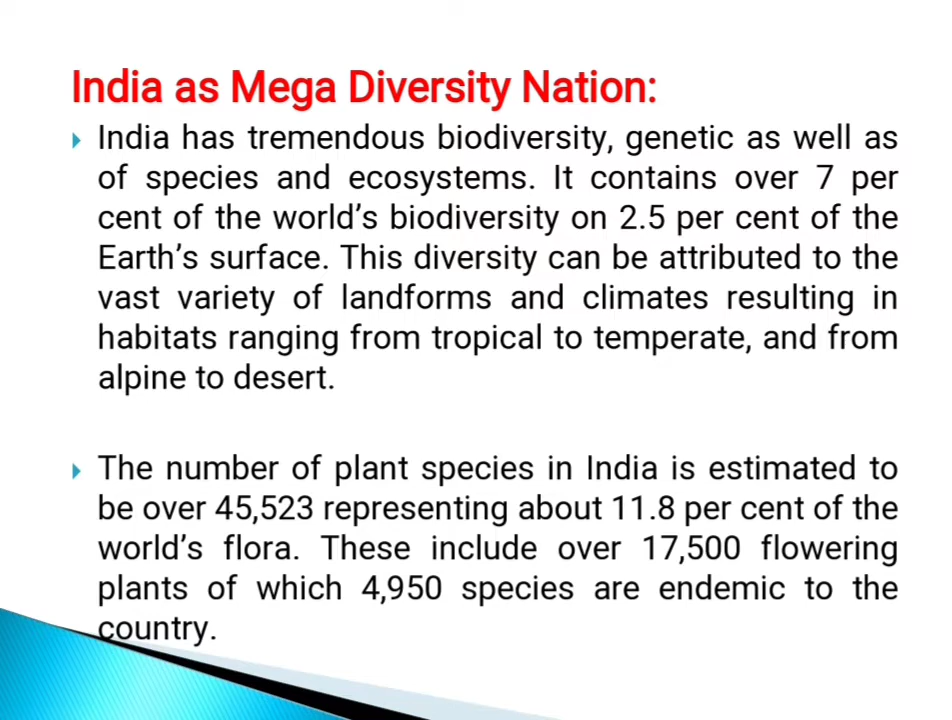 India as Mega Diversity Nation:
India has tremendous biodiversity, genetic as well as
of species and ecosystems. It contains over 7 per
cent of the world's biodiversity on 2.5 per cent of the
Earth's surface. This diversity can be attributed to the
vast variety of landforms and climates resulting in
habitats ranging from tropical to temperate, and from
alpine to desert.
The number of plant species in India is estimated to
be over 45,523 representing about 11.8 per cent of the
world's flora. These include over 17,500 flowering
plants of which 4,950 species are endemic to the
country.